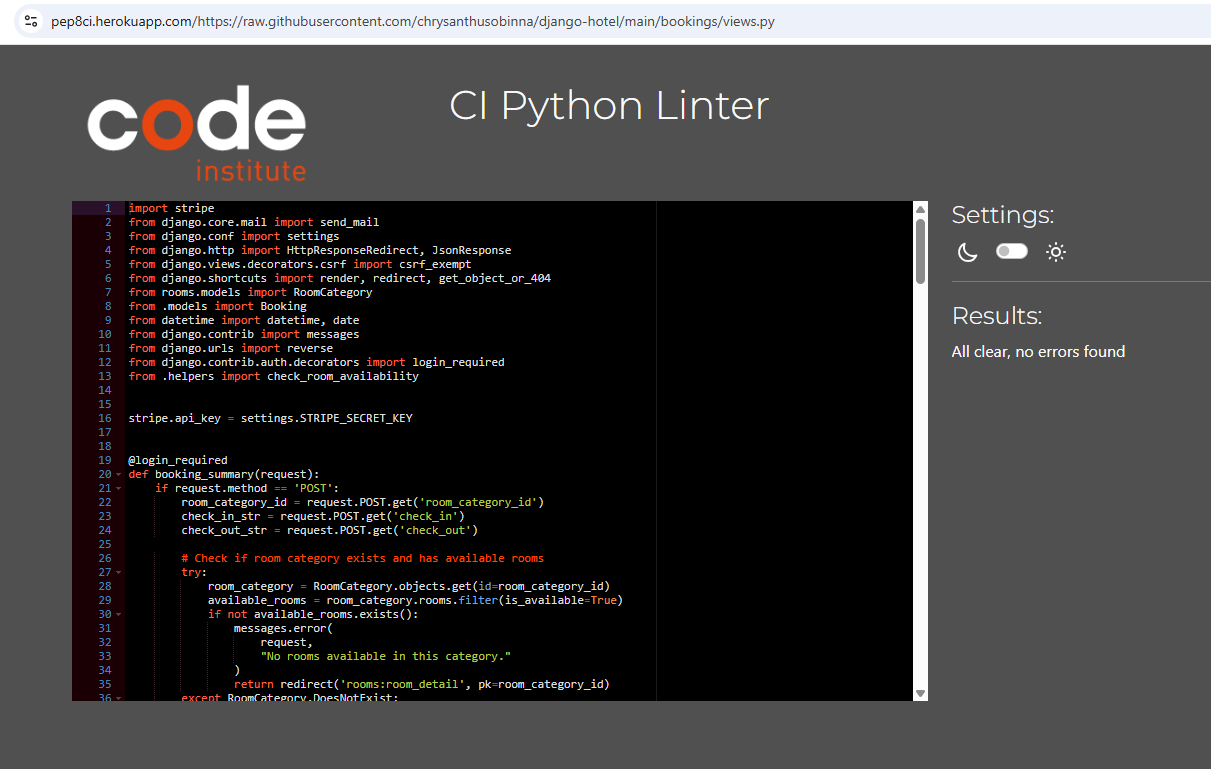 pep8ci.herokuapp.com/https://raw.githubusercontent.com/chrysanthusobinna/django-hotel/main/bookings/views.py
code
institute
CI Python Linter
1 import stripe
2 from django.core.mail import send_mail
3 from django.conf import settings
4 from django.http import HttpResponseRedirect, JsonResponse
5 from django.views.decorators.csrf import csrf_exempt
6 from django.shortcuts import render, redirect, get_object_or_404
7 from rooms.models import RoomCategory
8 from .models import Booking
9 from datetime import datetime, date
10 from django.contrib import messages
11 from django.urls import reverse
12 from django.contrib.auth.decorators import login_required
13 from .helpers import check_room_availability
14
15
16 stripe.api_key = settings.STRIPE_SECRET_KEY
17
18
19 @login_required
20 def booking_summary(request):
21     if request.method == 'POST':
22         room_category_id = request.POST.get('room_category_id')
23         check_in_str = request.POST.get('check_in')
24         check_out_str = request.POST.get('check_out')
25
26         # Check if room category exists and has available rooms
27         try:
28             room_category = RoomCategory.objects.get(id=room_category_id)
29             available_rooms = room_category.rooms.filter(is_available=True)
30             if not available_rooms.exists():
31                 messages.error(
32                     request,
33                     "No rooms available in this category."
34                 )
35                 return redirect('rooms:room_detail', pk=room_category_id)
36         except RoomCategory.DoesNotExist:
Settings:
Results:
All clear, no errors found